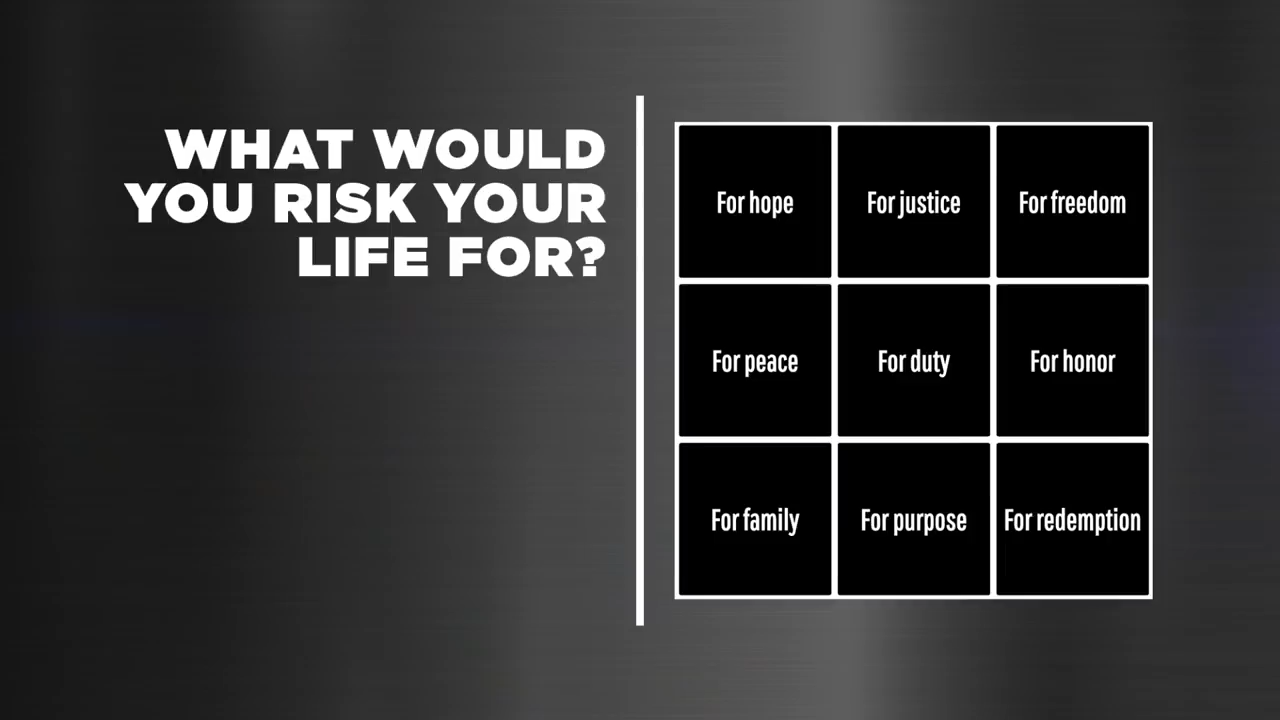 WHAT WOULD
YOU RISK YOUR
LIFE FOR?
For hope
For justice
For freedom
For peace
For duty
For honor
For family
For purpose
For redemption